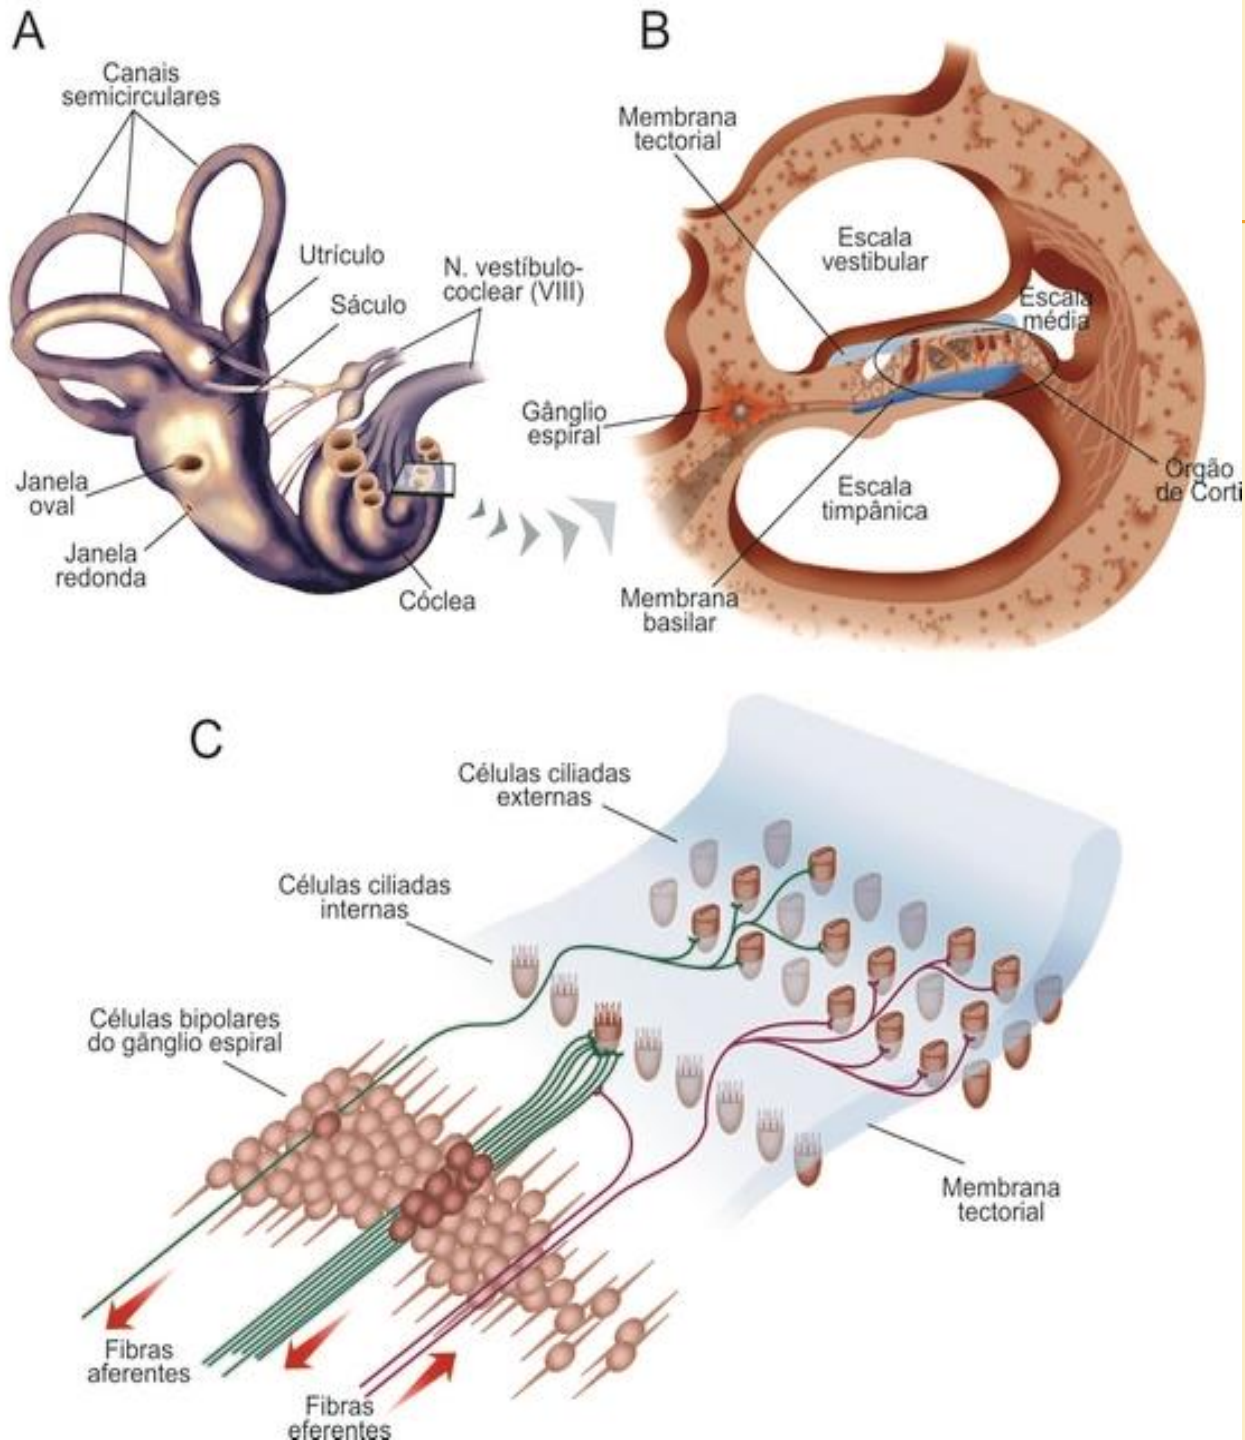 A
Canais
semicirculares
Utrículo
Sáculo
N. vestíbulo-
coclear (VIII)
Janela
oval
Janela
redonda
Cóclea
B
Membrana
tectorial
Escala
vestibular
Escala
média
Gânglio
espiral
Escala
timpânica
Órgão
de Corti
Membrana
basilar
C
Células ciliadas
externas
Células ciliadas
internas
Células bipolares
do gânglio espiral
Membrana
tectorial
Fibras
aferentes
Fibras
eferentes